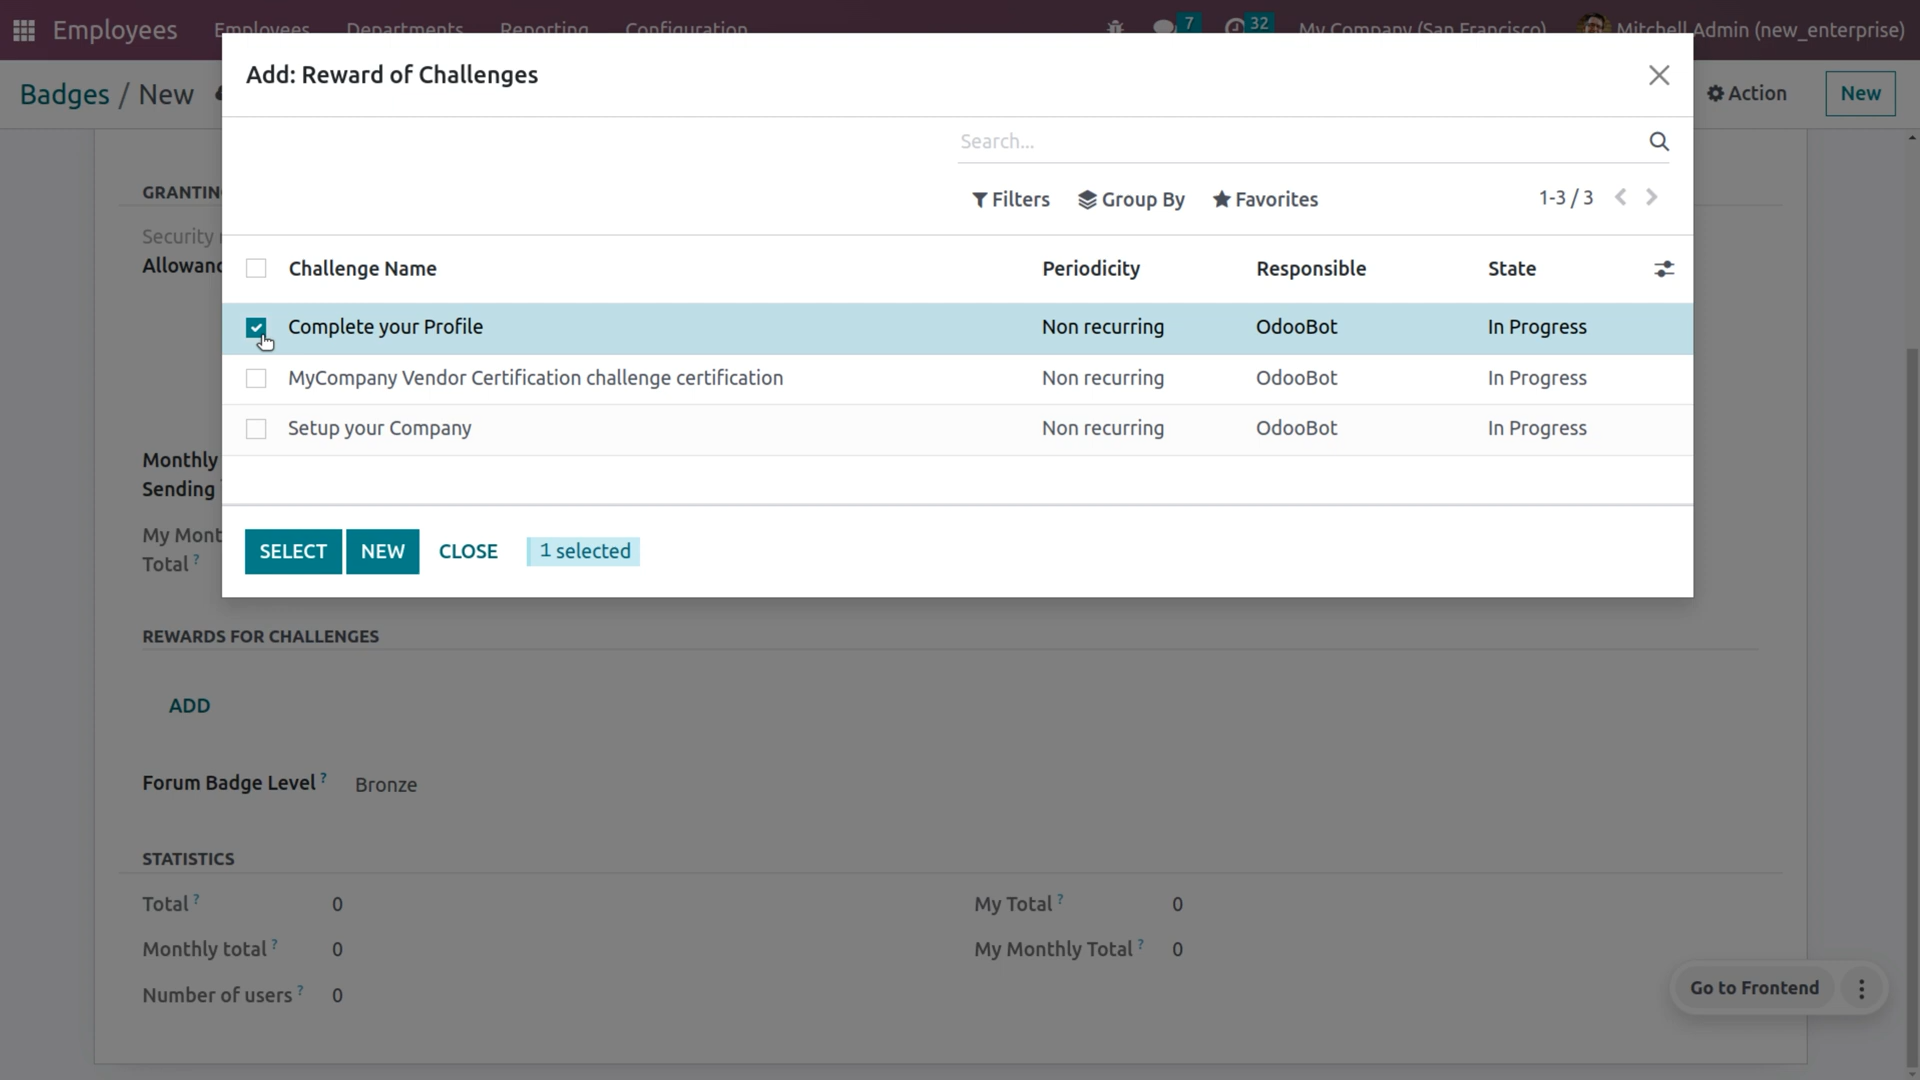 Employees Employees Departments Reporting Configuration 7 32 My Company (San Francisco) Mitchell Admin (new_enterprise)
Badges / New
Action New
Add: Reward of Challenges
Search...
Filters Group By Favorites 1-3 / 3
GRANTIN
Security
Allowanc
Challenge Name Periodicity Responsible State
Complete your Profile Non recurring OdooBot In Progress
MyCompany Vendor Certification challenge certification Non recurring OdooBot In Progress
Setup your Company Non recurring OdooBot In Progress
Monthly
Sending
My Mont
Total ?
SELECT NEW CLOSE 1 selected
REWARDS FOR CHALLENGES
ADD
Forum Badge Level ? Bronze
STATISTICS
Total ? 0 My Total ? 0
Monthly total ? 0 My Monthly Total ? 0
Number of users ? 0
Go to Frontend